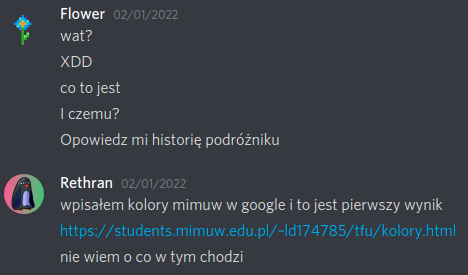 Flower 02/01/2022
wat?
XDD
co to jest
I czemu?
Opowiedz mi historię podróżniku
Rethran 02/01/2022
wpisałem kolory mimuw w google i to jest pierwszy wynik
https://students.mimuw.edu.pl/~ld174785/tfu/kolory.html
nie wiem o co w tym chodzi